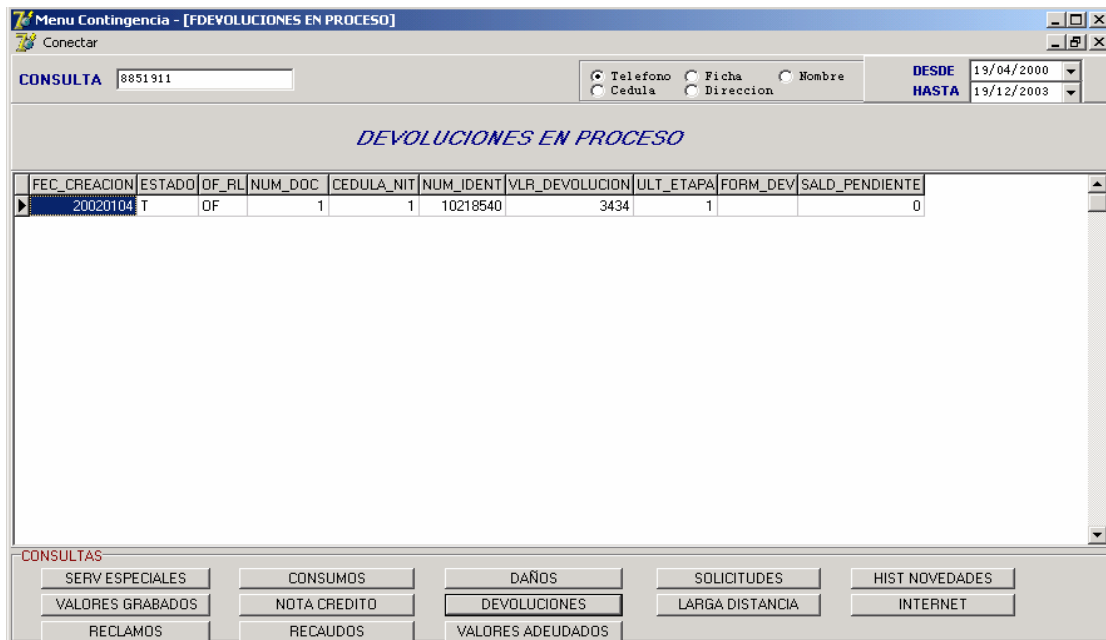 Menu Contingencia - [FDEVOLUCIONES EN PROCESO]
Conectar
CONSULTA 8851911 Telefono Ficha Nombre DESDE 19/04/2000
Cedula Direccion HASTA 19/12/2003
DEVOLUCIONES EN PROCESO
FEC_CREACION ESTADO OF_RL NUM_DOC CEDULA_NIT NUM_IDENT VLR_DEVOLUCION ULT_ETAPA FORM_DEV SALD_PENDIENTE
20020104 T OF 1 1 10218540 3434 1 0
CONSULTAS
SERV ESPECIALES CONSUMOS DAÑOS SOLICITUDES HIST NOVEDADES
VALORES GRABADOS NOTA CREDITO DEVOLUCIONES LARGA DISTANCIA INTERNET
RECLAMOS RECAUDOS VALORES ADEUDADOS